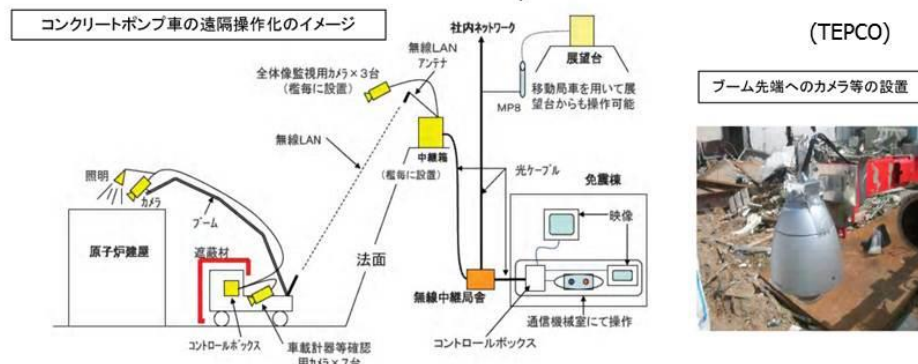 コンクリートポンプ車の遠隔操作化のイメージ
(TEPCO)
ブーム先端へのカメラ等の設置
社内ネットワーク
展望台
移動局車を用いて展
望台からも操作可能
MP8
無線LAN
アンテナ
全体像監視用カメラ×3台
(櫓毎に設置)
無線LAN
中継箱
(櫓毎に設置)
光ケーブル
免震棟
映像
照明
カメラ
ブーム
原子炉建屋
遮蔽材
法面
無線中継局舎
通信機械室にて操作
コントロールボックス
コントロールボックス
車載計器等確認
用カメラ×7台